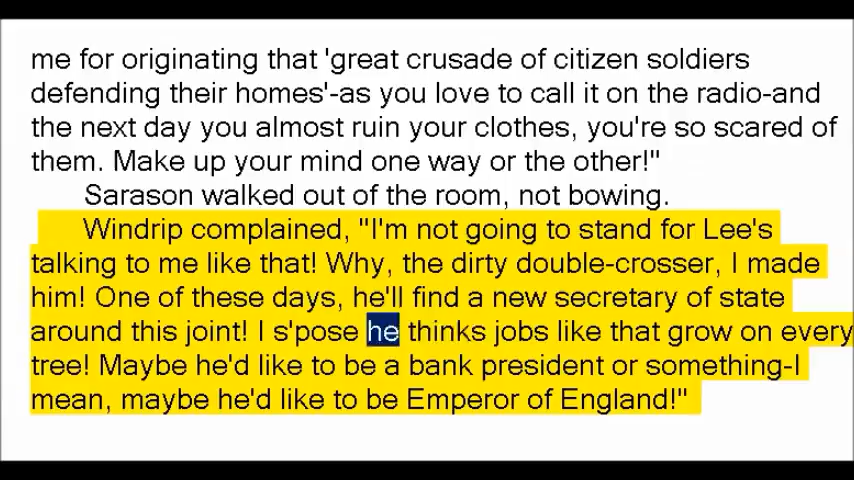 me for originating that 'great crusade of citizen soldiers
defending their homes'-as you love to call it on the radio-and
the next day you almost ruin your clothes, you're so scared of
them. Make up your mind one way or the other!"
Sarason walked out of the room, not bowing.
Windrip complained, "I'm not going to stand for Lee's
talking to me like that! Why, the dirty double-crosser, I made
him! One of these days, he'll find a new secretary of state
around this joint! I s'pose he thinks jobs like that grow on every
tree! Maybe he'd like to be a bank president or something-I
mean, maybe he'd like to be Emperor of England!"